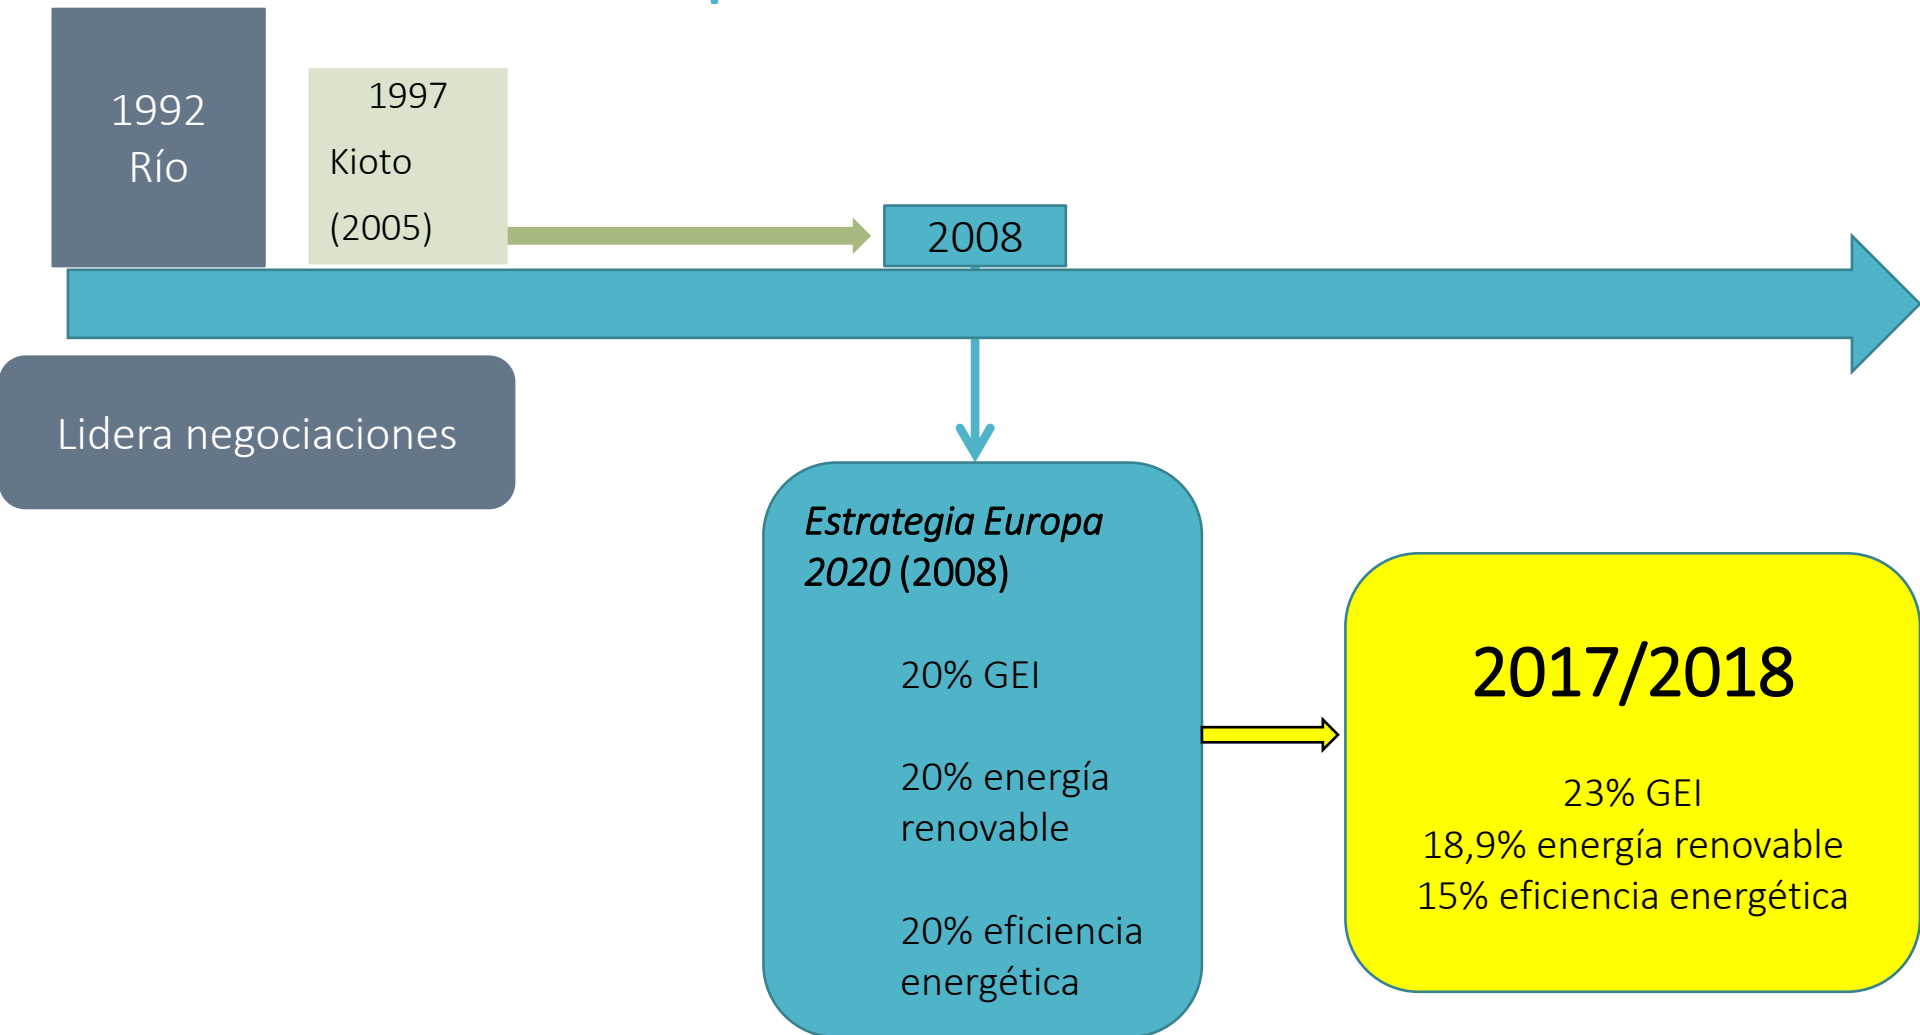 1992
Río
1997
Kioto
(2005)
2008
Lidera negociaciones
Estrategia Europa
2020 (2008)
20% GEI
20% energía
renovable
20% eficiencia
energética
2017/2018
23% GEI
18,9% energía renovable
15% eficiencia energética